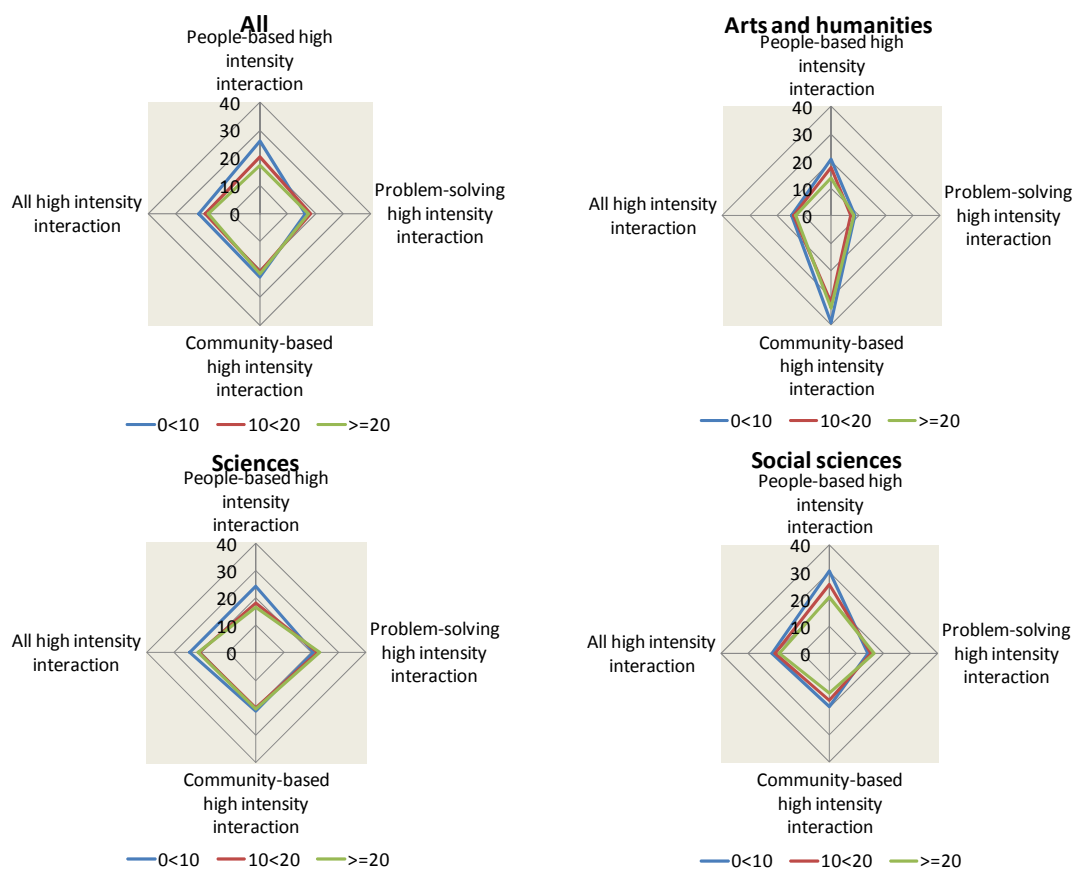 All
People-based high
intensity
interaction
40
30
20
10
0
All high intensity
interaction
Problem-solving
high intensity
interaction
Community-based
high intensity
interaction
0<10
10<20
>=20
Arts and humanities
People-based high
intensity
interaction
40
30
20
10
0
All high intensity
interaction
Problem-solving
high intensity
interaction
Community-based
high intensity
interaction
0<10
10<20
>=20
Sciences
People-based high
intensity
interaction
40
30
20
10
0
All high intensity
interaction
Problem-solving
high intensity
interaction
Community-based
high intensity
interaction
0<10
10<20
>=20
Social sciences
People-based high
intensity
interaction
40
30
20
10
0
All high intensity
interaction
Problem-solving
high intensity
interaction
Community-based
high intensity
interaction
0<10
10<20
>=20